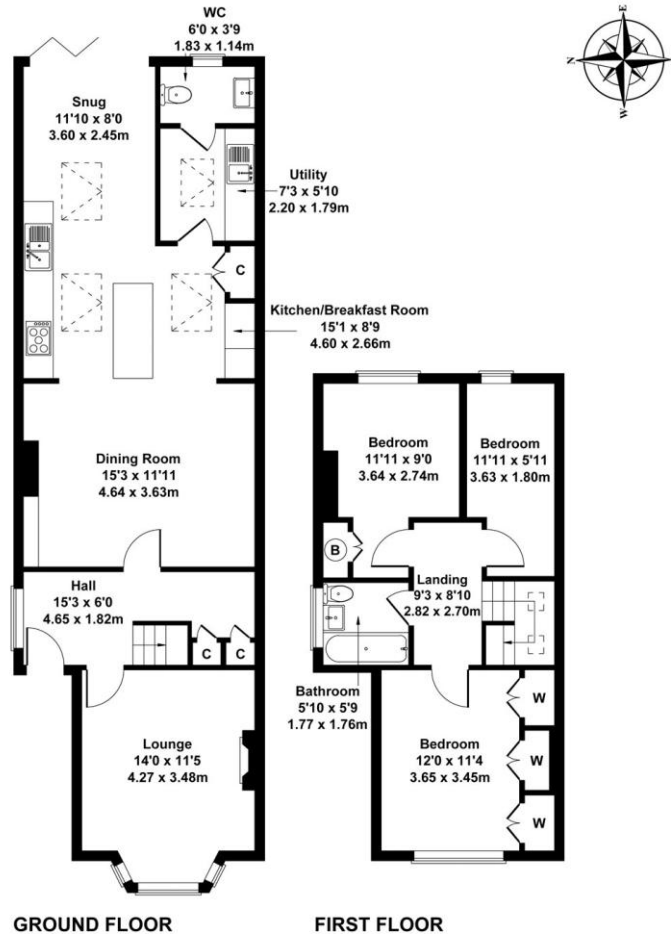 WC
6'0 x 3'9
1.83 x 1.14m
E
N
W
Snug
11'10 x 8'0
3.60 x 2.45m
Utility
7'3 x 5'10
2.20 x 1.79m
C
Kitchen/Breakfast Room
15'1 x 8'9
4.60 x 2.66m
Dining Room
15'3 x 11'11
4.64 x 3.63m
Hall
15'3 x 6'0
4.65 x 1.82m
C
C
Lounge
14'0 x 11'5
4.27 x 3.48m
Bedroom
11'11 x 9'0
3.64 x 2.74m
Bedroom
11'11 x 5'11
3.63 x 1.80m
B
Landing
9'3 x 8'10
2.82 x 2.70m
Bathroom
5'10 x 5'9
1.77 x 1.76m
Bedroom
12'0 x 11'4
3.65 x 3.45m
W
W
W
GROUND FLOOR
FIRST FLOOR